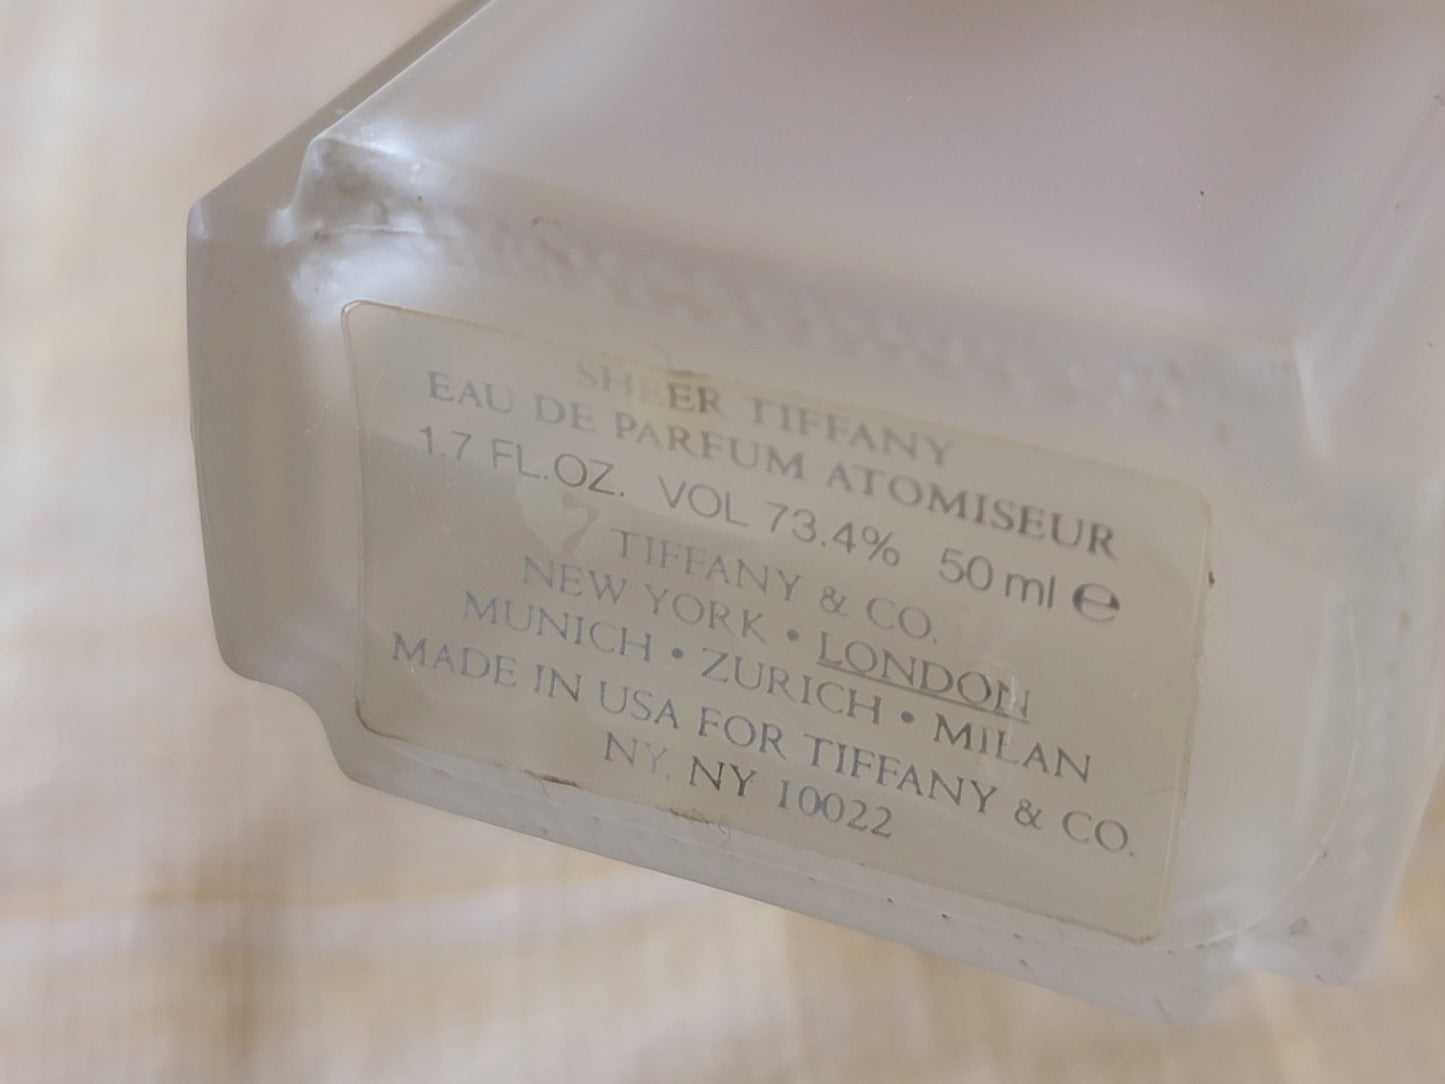 SHEER TIFFANY
EAU DE PARFUM ATOMISEUR
1.7 FL.OZ. VOL 73.4% 50 ml ℮
TIFFANY & CO.
NEW YORK • LONDON
MUNICH • ZURICH • MILAN
MADE IN USA FOR TIFFANY & CO.
NY, NY 10022